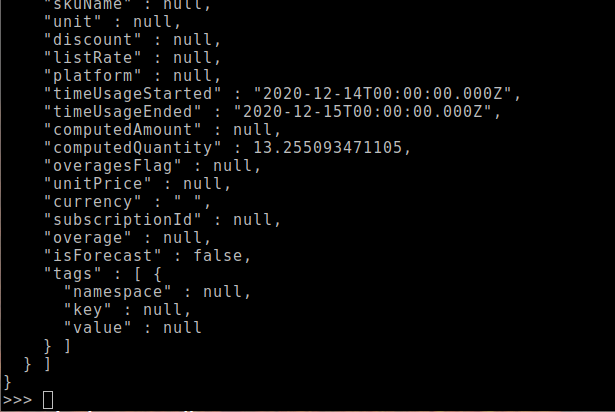 "skuName" : null,
"unit" : null,
"discount" : null,
"listRate" : null,
"platform" : null,
"timeUsageStarted" : "2020-12-14T00:00:00.000Z",
"timeUsageEnded" : "2020-12-15T00:00:00.000Z",
"computedAmount" : null,
"computedQuantity" : 13.255093471105,
"overagesFlag" : null,
"unitPrice" : null,
"currency" : " ",
"subscriptionId" : null,
"overage" : null,
"isForecast" : false,
"tags" : [ {
"namespace" : null,
"key" : null,
"value" : null
} ]
} ]
}
>>>